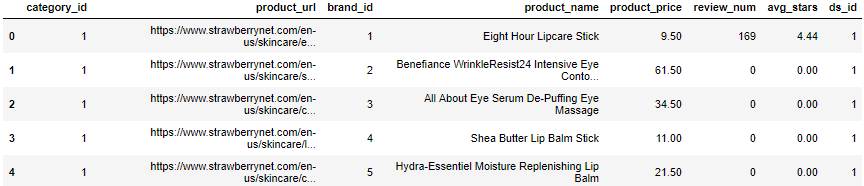 category_id product_url brand_id product_name product_price review_num avg_stars ds_id
0 1 https://www.strawberrynet.com/en-us/skincare/e... 1 Eight Hour Lipcare Stick 9.50 169 4.44 1
1 1 https://www.strawberrynet.com/en-us/skincare/s... 2 Benefiance WrinkleResist24 Intensive Eye Conto... 61.50 0 0.00 1
2 1 https://www.strawberrynet.com/en-us/skincare/c... 3 All About Eye Serum De-Puffing Eye Massage 34.50 0 0.00 1
3 1 https://www.strawberrynet.com/en-us/skincare/l... 4 Shea Butter Lip Balm Stick 11.00 0 0.00 1
4 1 https://www.strawberrynet.com/en-us/skincare/c... 5 Hydra-Essentiel Moisture Replenishing Lip Balm 21.50 0 0.00 1